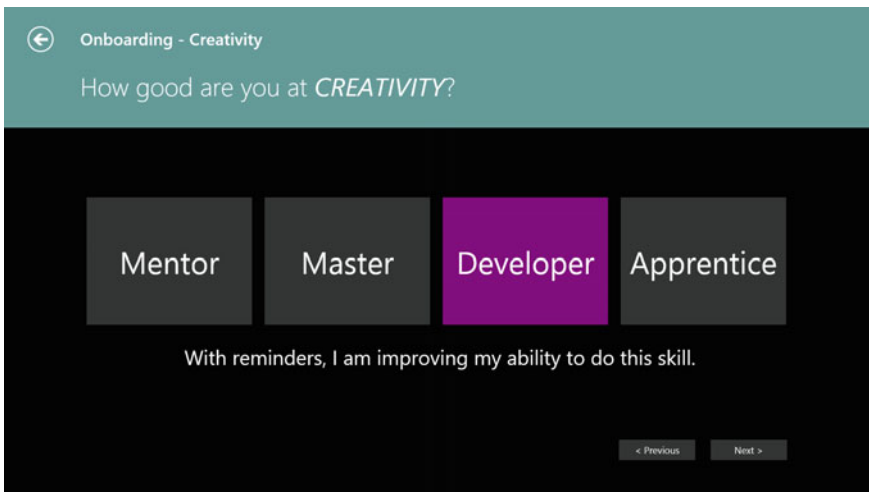 Onboarding - Creativity
How good are you at CREATIVITY?
Mentor
Master
Developer
Apprentice
With reminders, I am improving my ability to do this skill.
< Previous
Next >